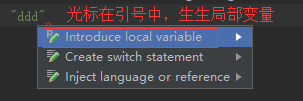 "ddd" 光标在引号中，生生局部变量
Introduce local variable
Create switch statement
Inject language or reference